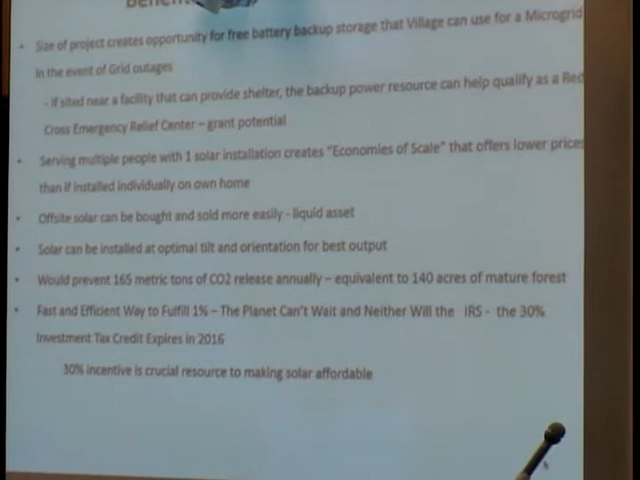 Benefi
• Size of project creates opportunity for free battery backup storage that Village can use for a Microgrid
in the event of Grid outages
- If sited near a facility that can provide shelter, the backup power resource can help qualify as a Red
Cross Emergency Relief Center – grant potential
• Serving multiple people with 1 solar installation creates "Economies of Scale" that offers lower prices
than if installed individually on own home
• Offsite solar can be bought and sold more easily - liquid asset
• Solar can be installed at optimal tilt and orientation for best output
• Would prevent 165 metric tons of CO2 release annually – equivalent to 140 acres of mature forest
• Fast and Efficient Way to Fulfill 1% – The Planet Can't Wait and Neither Will the IRS - the 30%
Investment Tax Credit Expires in 2016
30% incentive is crucial resource to making solar affordable